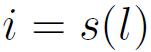 i = s(l)